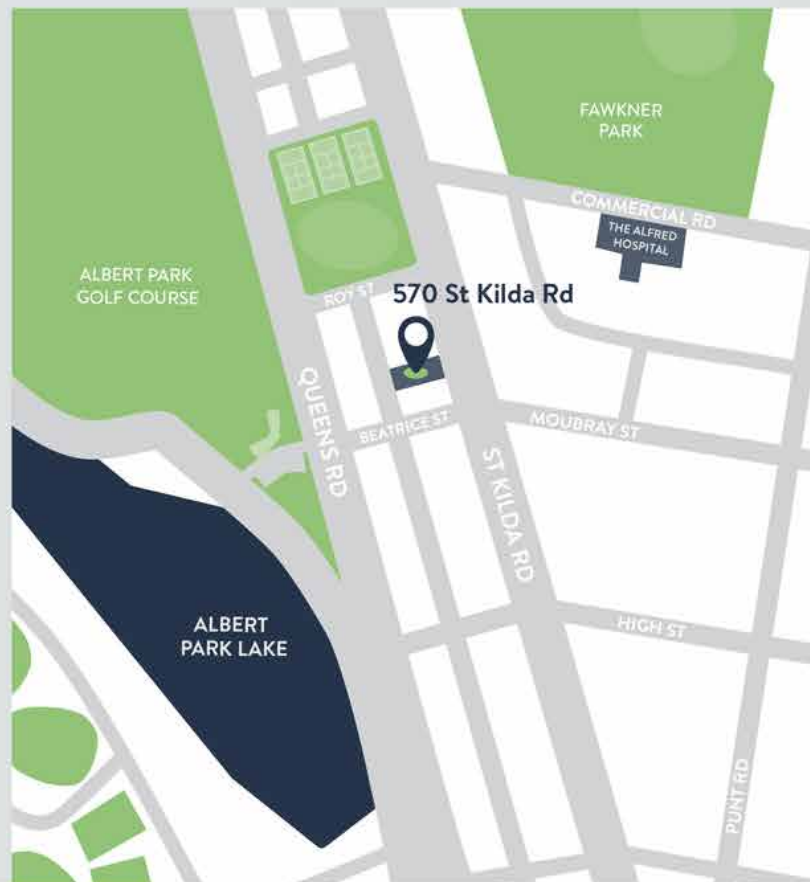 FAWKNER
PARK
COMMERCIAL RD
THE ALFRED
HOSPITAL
ALBERT PARK
GOLF COURSE
ROY ST
570 St Kilda Rd
QUEENS RD
BEATRICE ST
MOUBRAY ST
ST KILDA RD
ALBERT
PARK LAKE
HIGH ST
PUNT RD